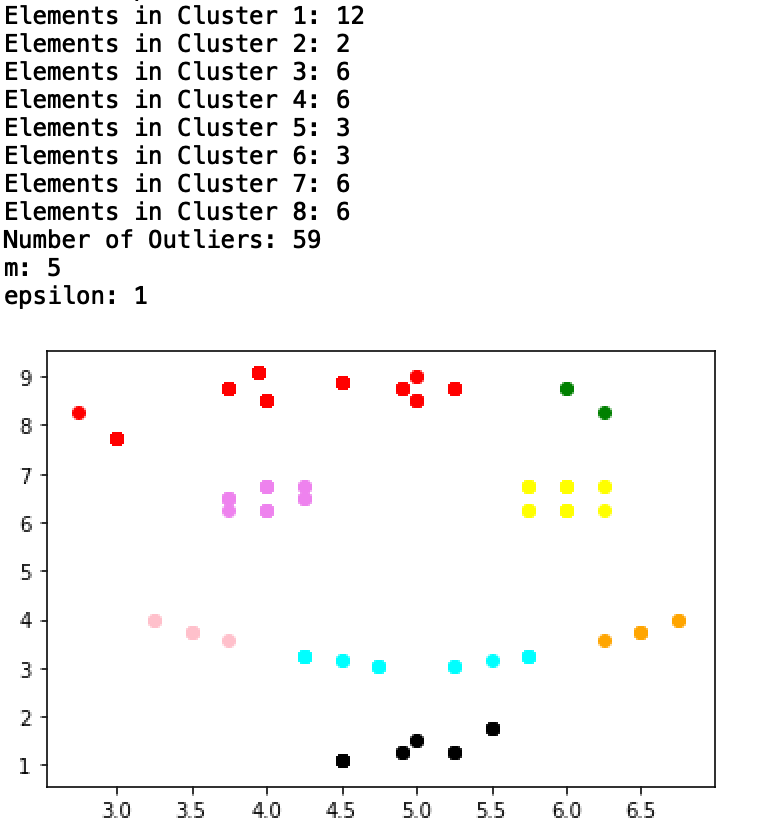 Elements in Cluster 1: 12
Elements in Cluster 2: 2
Elements in Cluster 3: 6
Elements in Cluster 4: 6
Elements in Cluster 5: 3
Elements in Cluster 6: 3
Elements in Cluster 7: 6
Elements in Cluster 8: 6
Number of Outliers: 59
m: 5
epsilon: 1
9
8
7
6
5
4
3
2
1
3.0 3.5 4.0 4.5 5.0 5.5 6.0 6.5